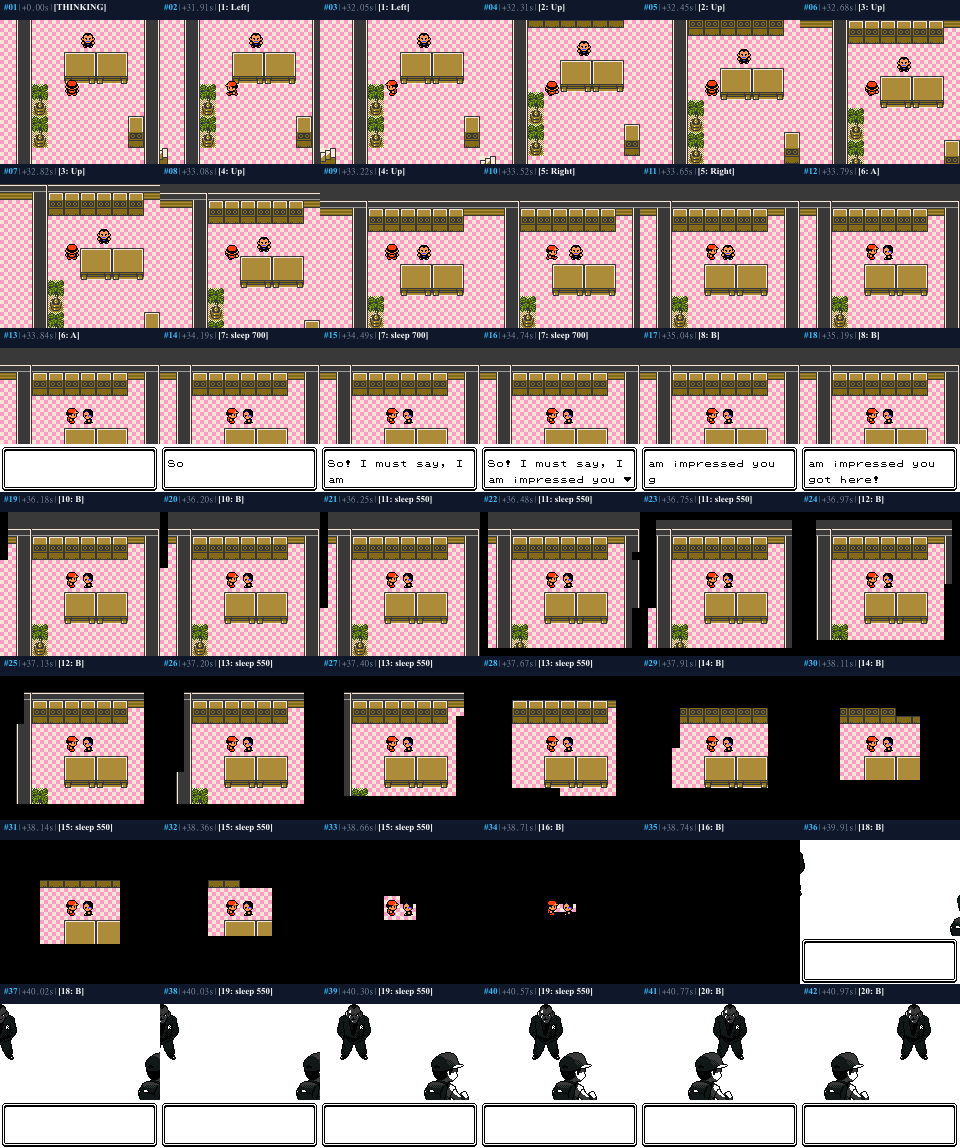 #01|+0.00s|[THINKING]
#02|+31.91s|[1: Left]
#03|+32.05s|[1: Left]
#04|+32.31s|[2: Up]
#05|+32.45s|[2: Up]
#06|+32.68s|[3: Up]
#07|+32.82s|[3: Up]
#08|+33.08s|[4: Up]
#09|+33.22s|[4: Up]
#10|+33.52s|[5: Right]
#11|+33.65s|[5: Right]
#12|+33.79s|[6: A]
#13|+33.84s|[6: A]
#14|+34.19s|[7: sleep 700]
#15|+34.49s|[7: sleep 700]
#16|+34.74s|[7: sleep 700]
#17|+35.04s|[8: B]
#18|+35.19s|[8: B]
So
So! I must say, I
am
So! I must say, I
am impressed you ▼
am impressed you
g
am impressed you
got here!
#19|+36.18s|[10: B]
#20|+36.20s|[10: B]
#21|+36.25s|[11: sleep 550]
#22|+36.48s|[11: sleep 550]
#23|+36.75s|[11: sleep 550]
#24|+36.97s|[12: B]
#25|+37.13s|[12: B]
#26|+37.20s|[13: sleep 550]
#27|+37.40s|[13: sleep 550]
#28|+37.67s|[13: sleep 550]
#29|+37.91s|[14: B]
#30|+38.11s|[14: B]
#31|+38.14s|[15: sleep 550]
#32|+38.36s|[15: sleep 550]
#33|+38.66s|[15: sleep 550]
#34|+38.71s|[16: B]
#35|+38.74s|[16: B]
#36|+39.91s|[18: B]
#37|+40.02s|[18: B]
#38|+40.03s|[19: sleep 550]
#39|+40.30s|[19: sleep 550]
#40|+40.57s|[19: sleep 550]
#41|+40.77s|[20: B]
#42|+40.97s|[20: B]